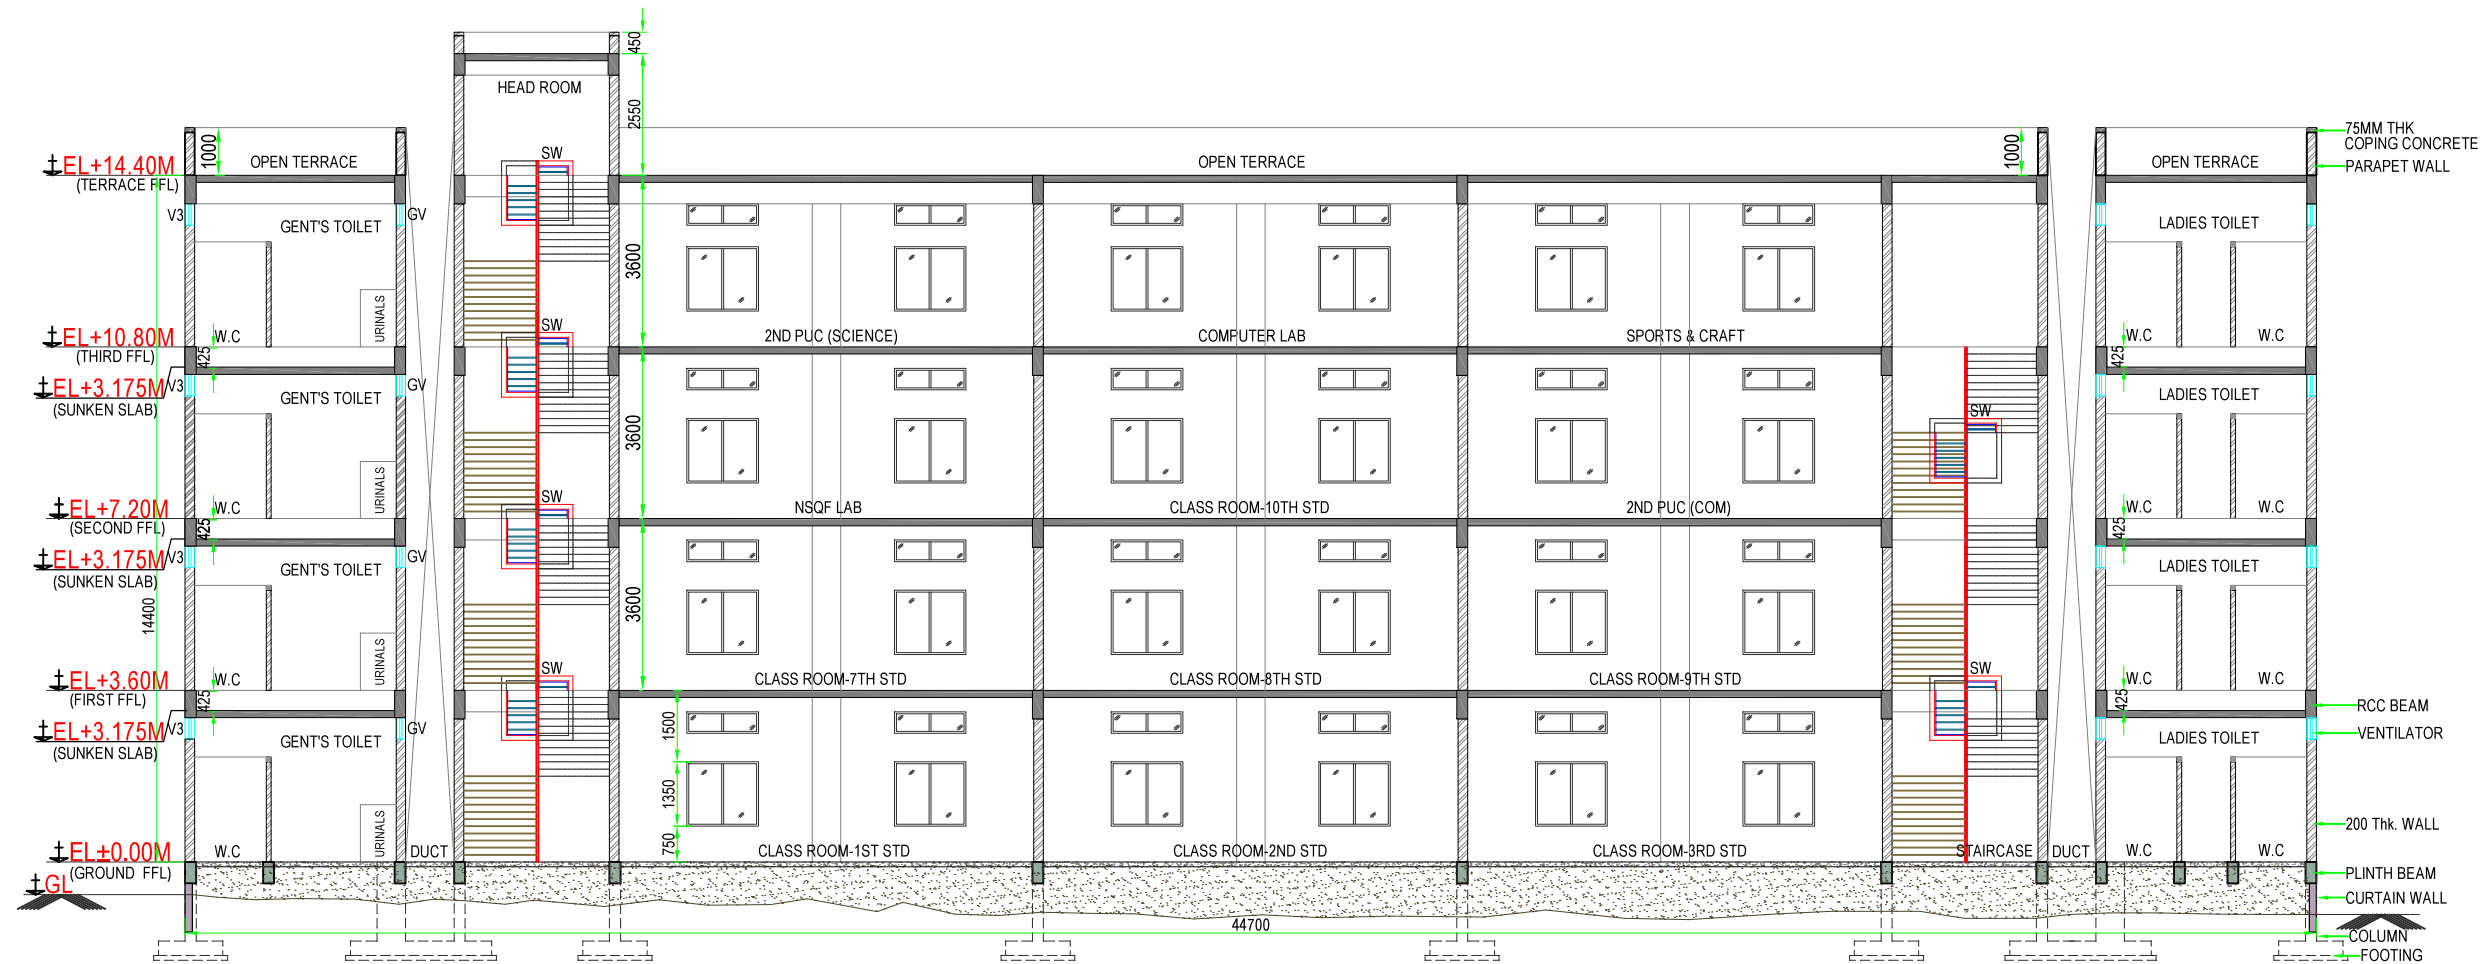 450
HEAD ROOM
2550
75MM THK
COPING CONCRETE
PARAPET WALL
EL+14.40M
(TERRACE FFL)
1000
OPEN TERRACE
SW
OPEN TERRACE
1000
OPEN TERRACE
V3
GV
GENT'S TOILET
LADIES TOILET
3600
URINALS
W.C
2ND PUC (SCIENCE)
COMPUTER LAB
SPORTS & CRAFT
W.C
W.C
EL+10.80M
(THIRD FFL)
425
SW
425
EL+3.175M
(SUNKEN SLAB)
V3
GV
GENT'S TOILET
SW
LADIES TOILET
3600
URINALS
W.C
NSQF LAB
CLASS ROOM-10TH STD
2ND PUC (COM)
W.C
W.C
EL+7.20M
(SECOND FFL)
425
SW
425
EL+3.175M
(SUNKEN SLAB)
V3
GV
GENT'S TOILET
LADIES TOILET
14400
3600
URINALS
W.C
CLASS ROOM-7TH STD
CLASS ROOM-8TH STD
CLASS ROOM-9TH STD
W.C
W.C
EL+3.60M
(FIRST FFL)
425
SW
SW
425
RCC BEAM
EL+3.175M
(SUNKEN SLAB)
V3
GV
GENT'S TOILET
1500
LADIES TOILET
VENTILATOR
1350
750
URINALS
200 Thk. WALL
EL±0.00M
(GROUND FFL)
W.C
DUCT
CLASS ROOM-1ST STD
CLASS ROOM-2ND STD
CLASS ROOM-3RD STD
STAIRCASE
DUCT
W.C
W.C
PLINTH BEAM
GL
CURTAIN WALL
44700
COLUMN
FOOTING